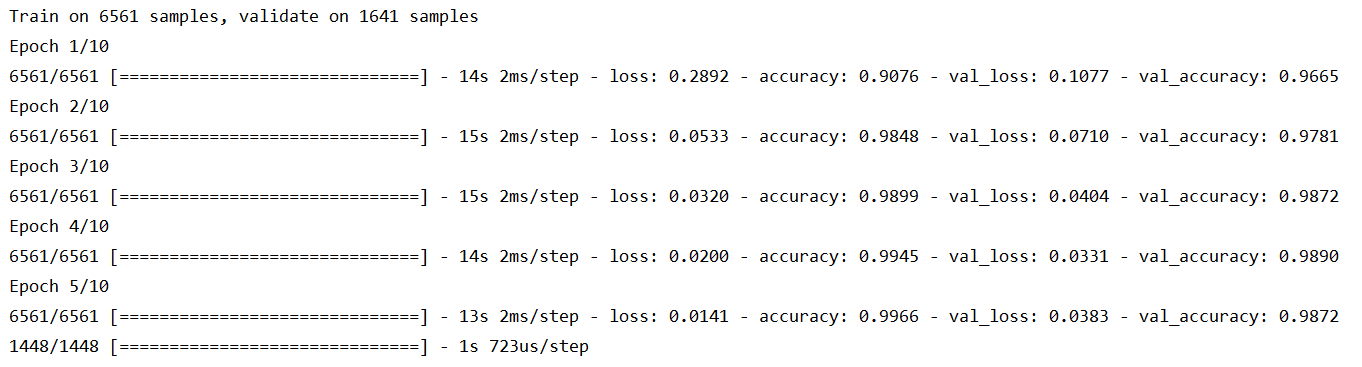 Train on 6561 samples, validate on 1641 samples
Epoch 1/10
6561/6561 [==============================] - 14s 2ms/step - loss: 0.2892 - accuracy: 0.9076 - val_loss: 0.1077 - val_accuracy: 0.9665
Epoch 2/10
6561/6561 [==============================] - 15s 2ms/step - loss: 0.0533 - accuracy: 0.9848 - val_loss: 0.0710 - val_accuracy: 0.9781
Epoch 3/10
6561/6561 [==============================] - 15s 2ms/step - loss: 0.0320 - accuracy: 0.9899 - val_loss: 0.0404 - val_accuracy: 0.9872
Epoch 4/10
6561/6561 [==============================] - 14s 2ms/step - loss: 0.0200 - accuracy: 0.9945 - val_loss: 0.0331 - val_accuracy: 0.9890
Epoch 5/10
6561/6561 [==============================] - 13s 2ms/step - loss: 0.0141 - accuracy: 0.9966 - val_loss: 0.0383 - val_accuracy: 0.9872
1448/1448 [==============================] - 1s 723us/step